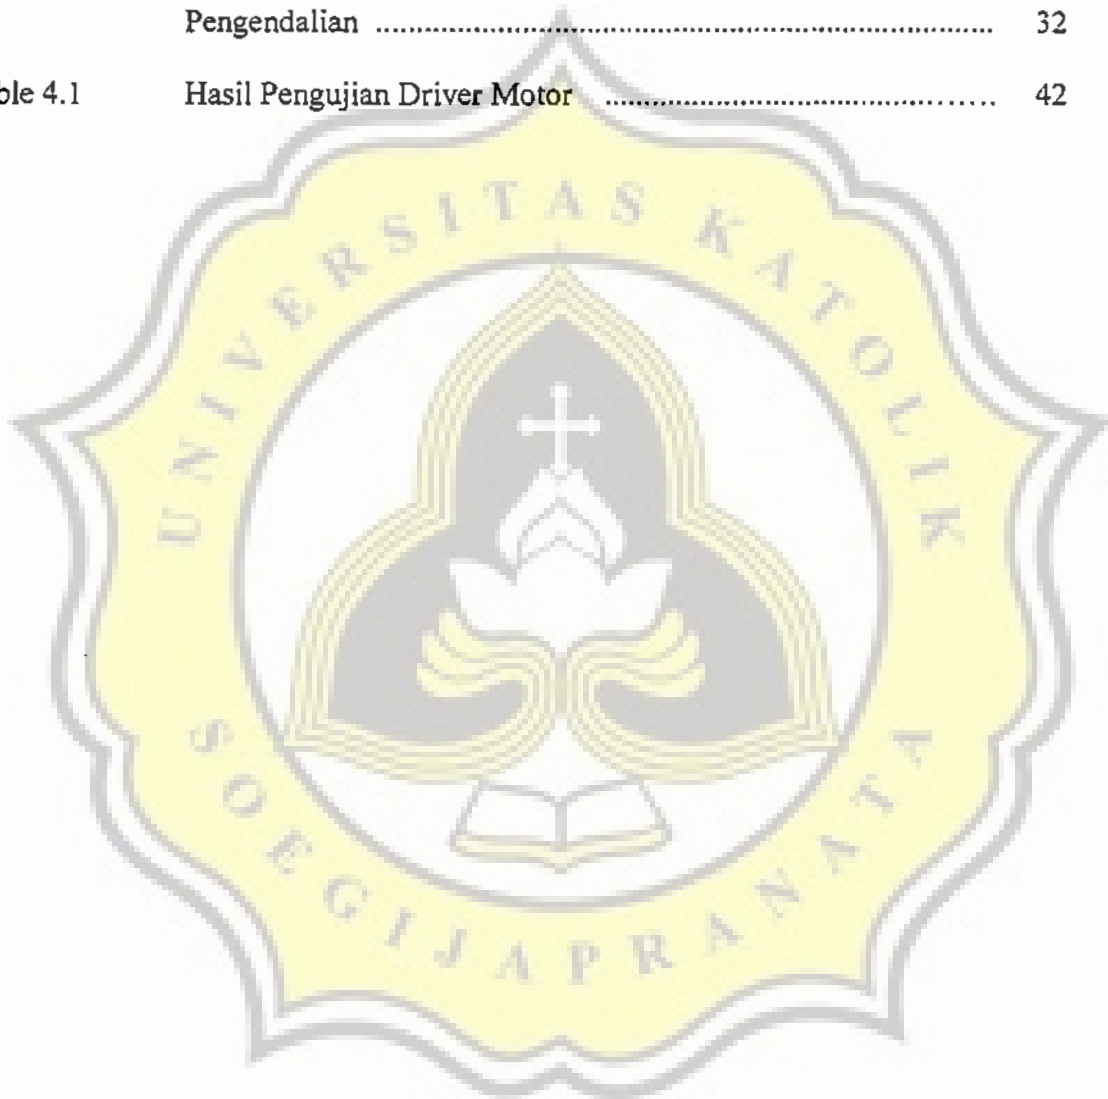 Pengendalian ........................................................................ 32
ble 4.1 Hasil Pengujian Driver Motor ............................................. 42
UNIVERSITAS KATOLIK
SOEGIJAPRANATA